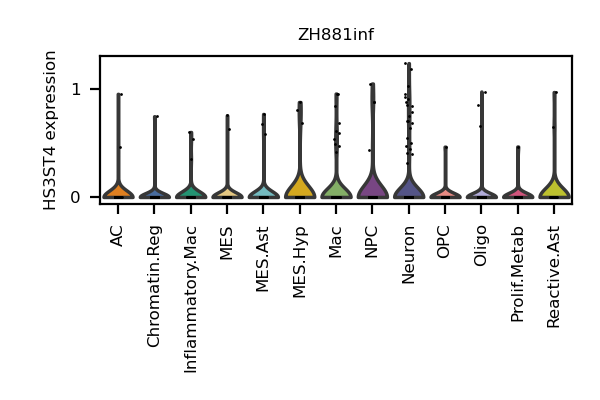 ZH881inf
HS3ST4 expression
1
0
AC
Chromatin.Reg
Inflammatory.Mac
MES
MES.Ast
MES.Hyp
Mac
NPC
Neuron
OPC
Oligo
Prolif.Metab
Reactive.Ast